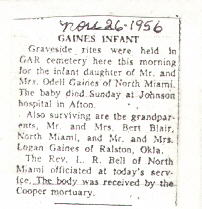 Nov 26-1956
GAINES INFANT
Graveside rites were held in
GAR cemetery here this morning
for the infant daughter of Mr. and
Mrs. Odell Gaines of North Miami.
The baby died Sunday at Johnson
hospital in Afton.
Also surviving are the grandpar-
ents, Mr. and Mrs. Bert Blair,
North Miami, and Mr. and Mrs.
Logan Gaines of Ralston, Okla.
The Rev. L. R. Bell of North
Miami officiated at today's serv-
ice. The body was received by the
Cooper mortuary.